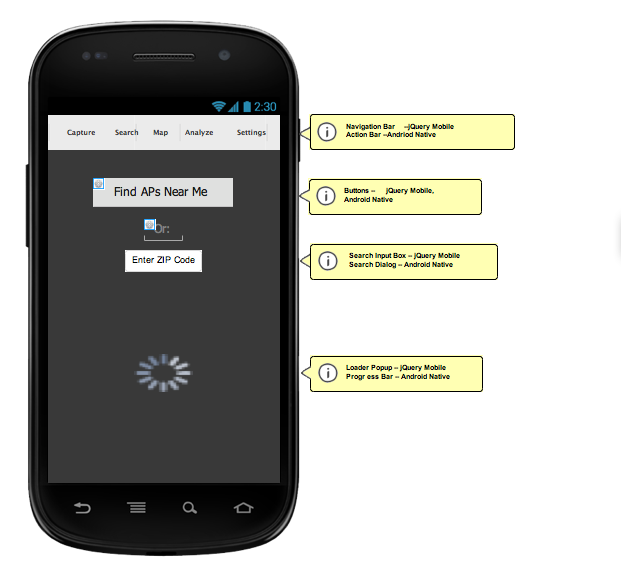 2:30
Capture Search Map Analyze Settings
Navigation Bar –jQuery Mobile
Action Bar –Andriod Native
Find APs Near Me
Buttons – jQuery Mobile,
Android Native
Or:
Enter ZIP Code
Search Input Box – jQuery Mobile
Search Dialog – Android Native
Loader Popup – jQuery Mobile
Progr ess Bar – Android Native